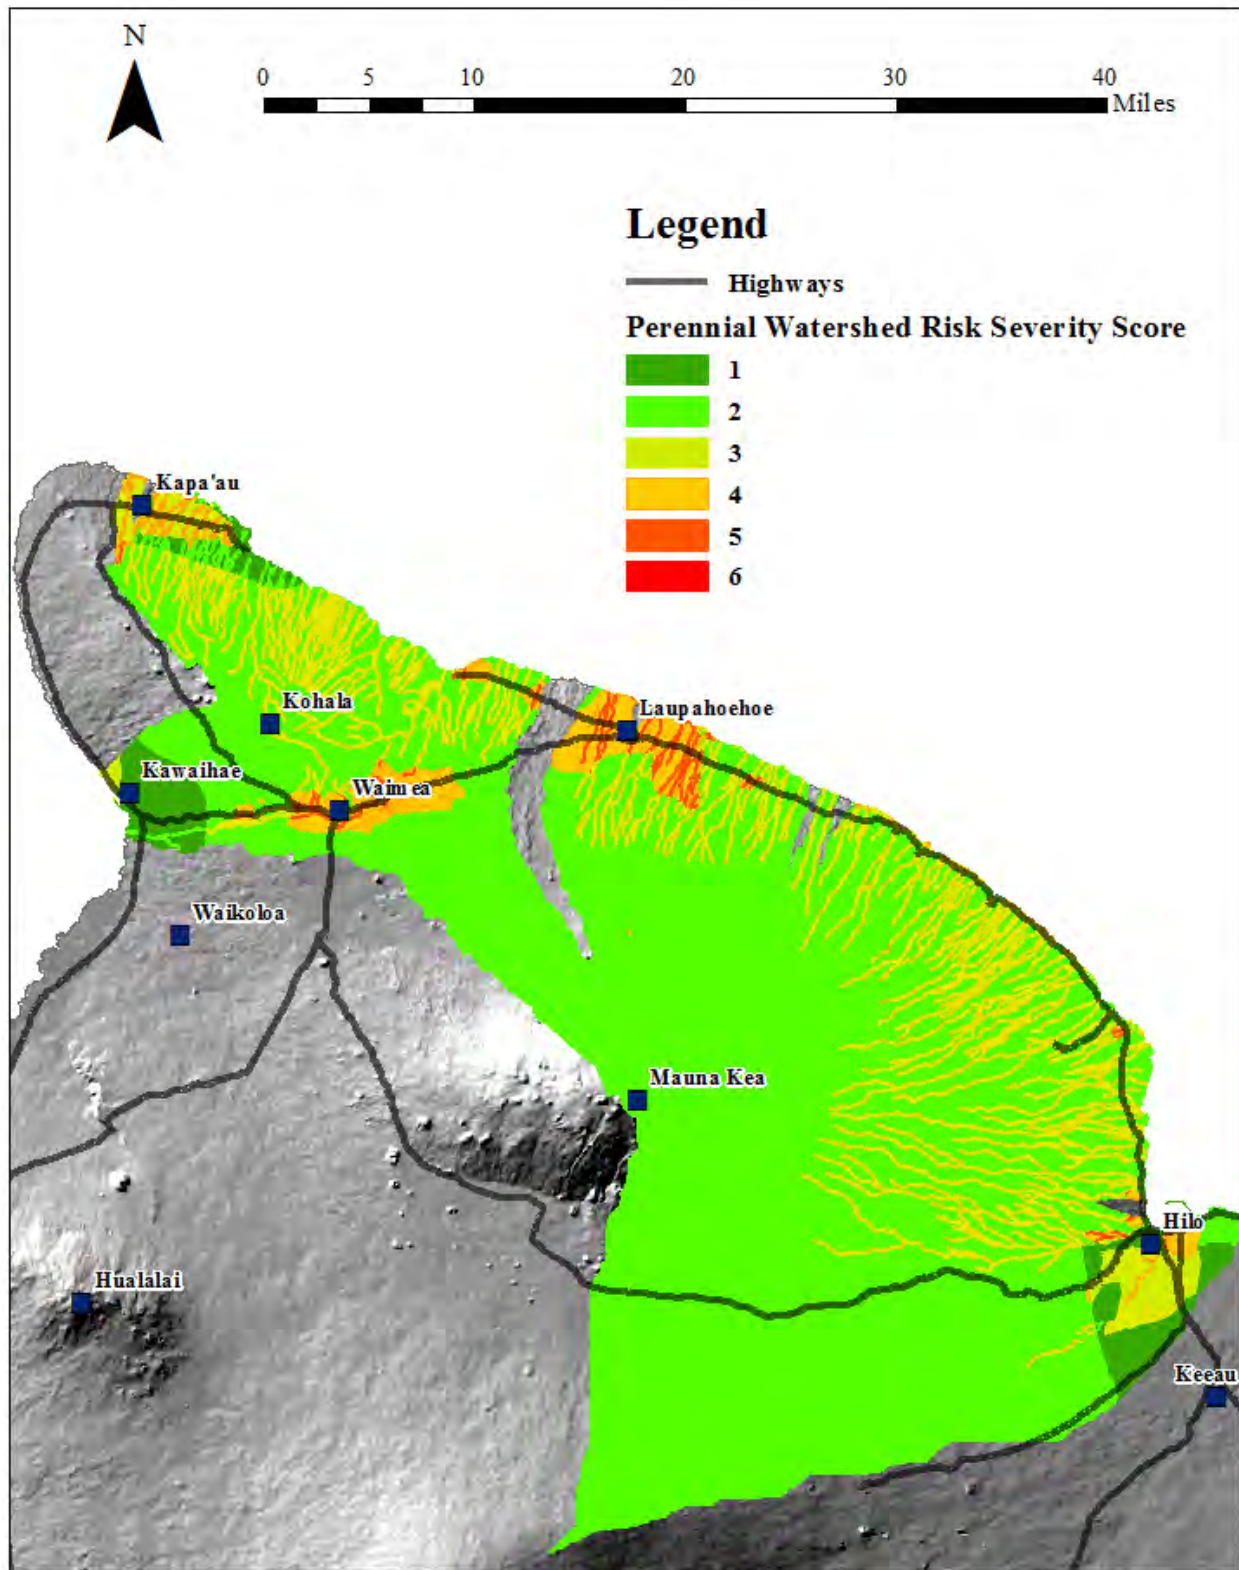 N
0 5 10 20 30 40
Miles
Legend
Highways
Perennial Watershed Risk Severity Score
1
2
3
4
5
6
Kapa'au
Kohala
Laupahoehoe
Kawaihae
Waimea
Waikoloa
Mauna Kea
Hilo
Hualalai
Keeau